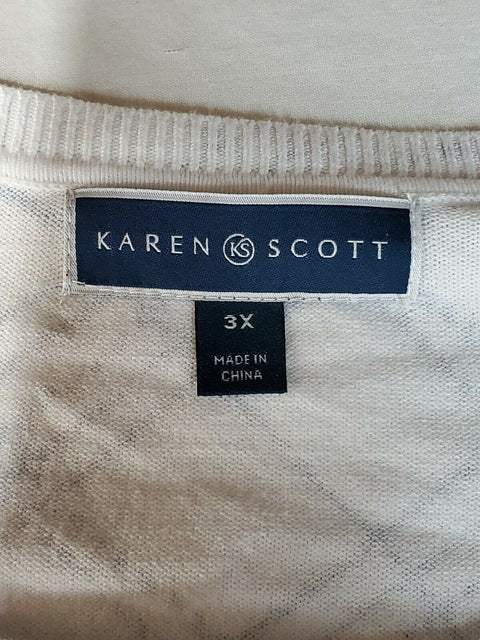 KAREN KS SCOTT
3X
MADE IN
CHINA